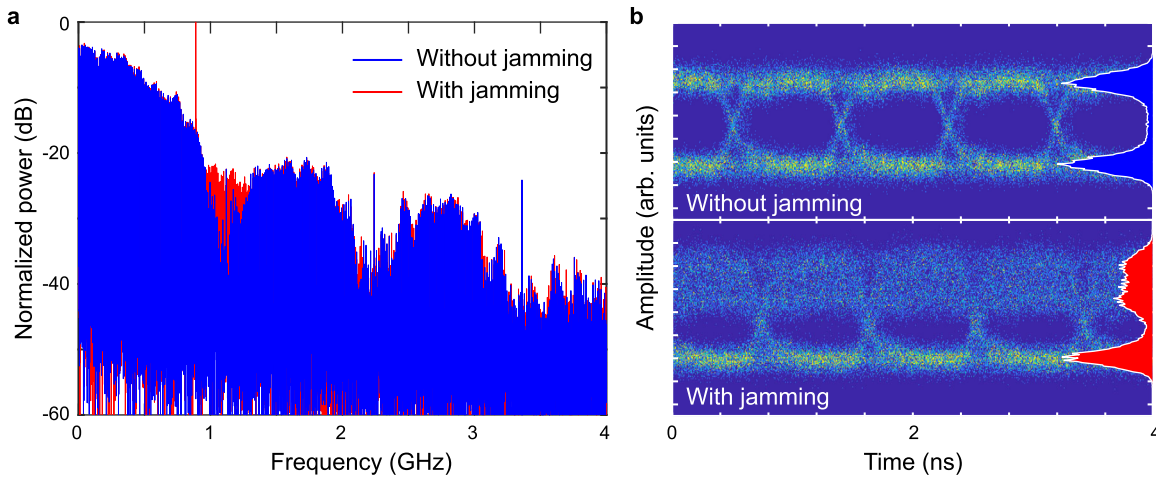 a
Normalized power (dB)
0
-20
-40
-60
Without jamming
With jamming
0 1 2 3 4
Frequency (GHz)
b
Amplitude (arb. units)
Without jamming
With jamming
0 2 4
Time (ns)